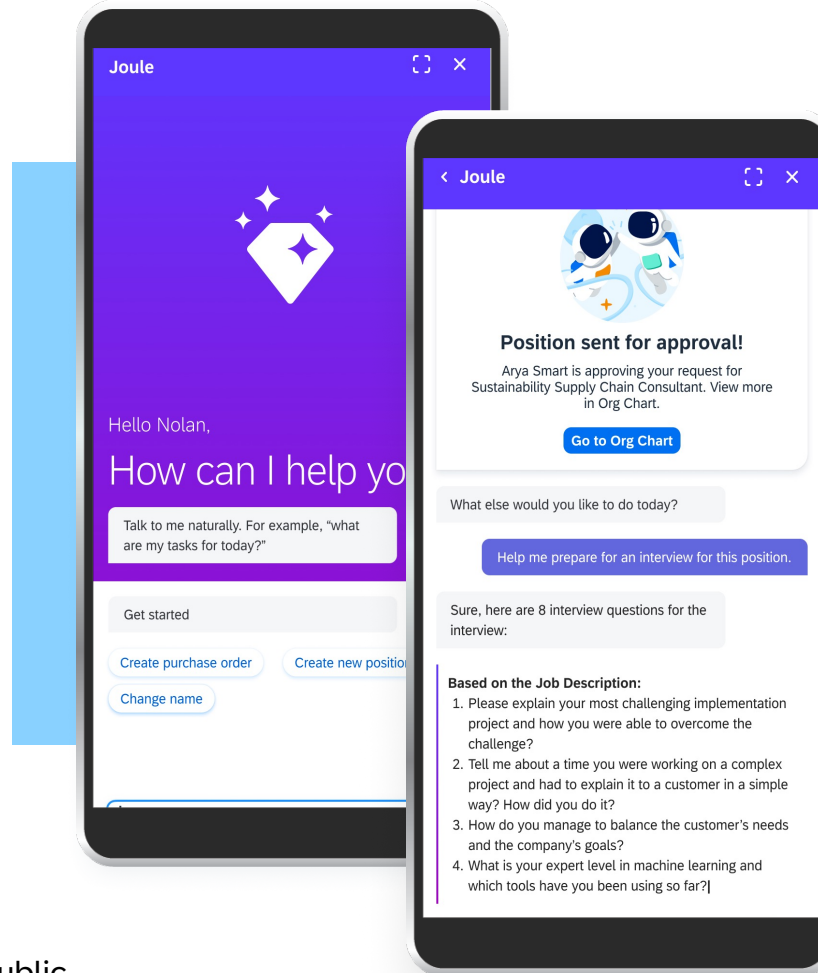 Joule
Hello Nolan,
How can I help yo
Talk to me naturally. For example, “what
are my tasks for today?”
Get started
Create purchase order
Create new positio
Change name
Joule
Position sent for approval!
Arya Smart is approving your request for
Sustainability Supply Chain Consultant. View more
in Org Chart.
Go to Org Chart
What else would you like to do today?
Help me prepare for an interview for this position.
Sure, here are 8 interview questions for the
interview:
Based on the Job Description:
1. Please explain your most challenging implementation
project and how you were able to overcome the
challenge?
2. Tell me about a time you were working on a complex
project and had to explain it to a customer in a simple
way? How did you do it?
3. How do you manage to balance the customer’s needs
and the company’s goals?
4. What is your expert level in machine learning and
which tools have you been using so far?